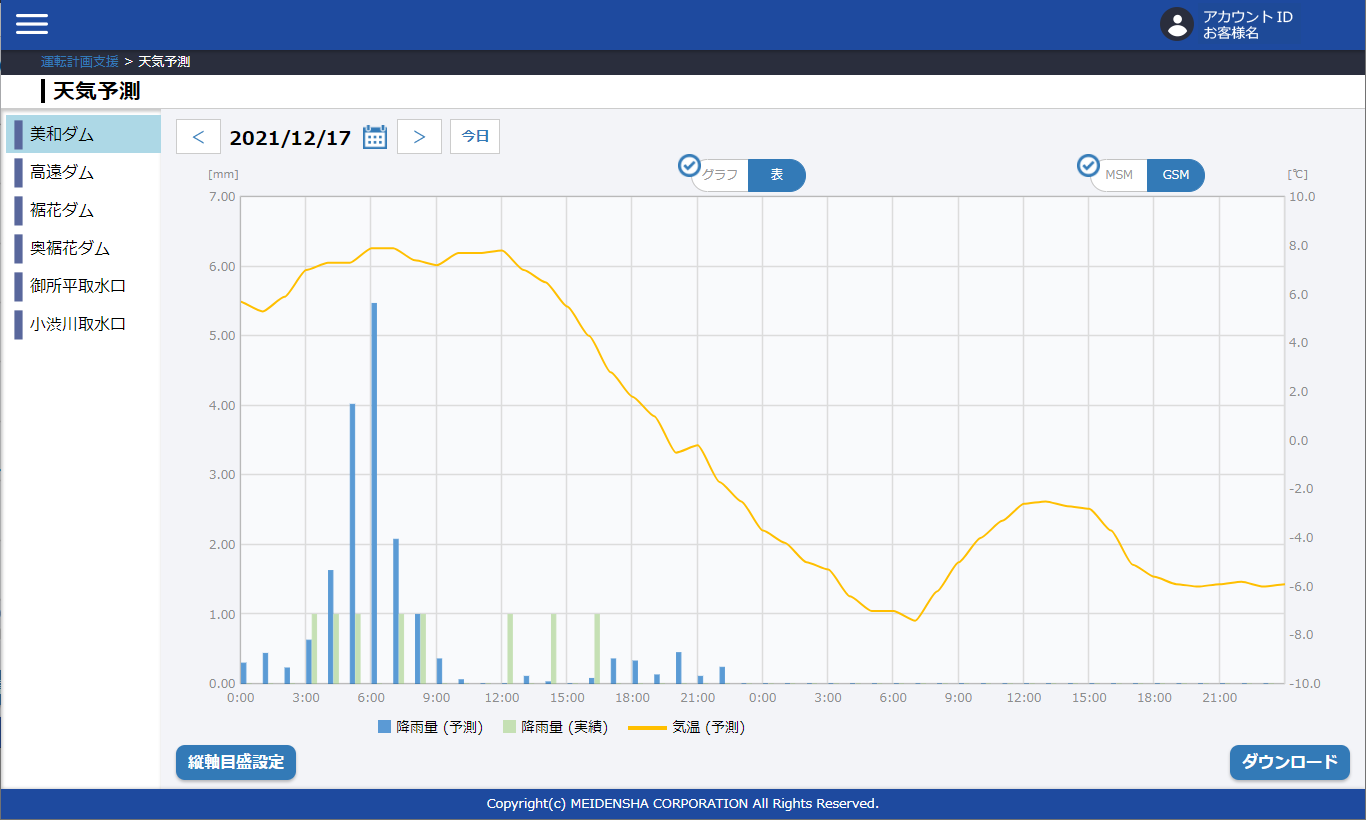 アカウント ID
お客様名
運転計画支援 > 天気予測
天気予測
美和ダム
高遠ダム
裾花ダム
奥裾花ダム
御所平取水口
小渋川取水口
< 2021/12/17 > 今日
グラフ 表
MSM GSM
[mm]
[℃]
7.00
6.00
5.00
4.00
3.00
2.00
1.00
0.00
10.0
8.0
6.0
4.0
2.0
0.0
-2.0
-4.0
-6.0
-8.0
-10.0
0:00 3:00 6:00 9:00 12:00 15:00 18:00 21:00 0:00 3:00 6:00 9:00 12:00 15:00 18:00 21:00
降雨量 (予測) 降雨量 (実績) 気温 (予測)
縦軸目盛設定
ダウンロード
Copyright(c) MEIDENSHA CORPORATION All Rights Reserved.